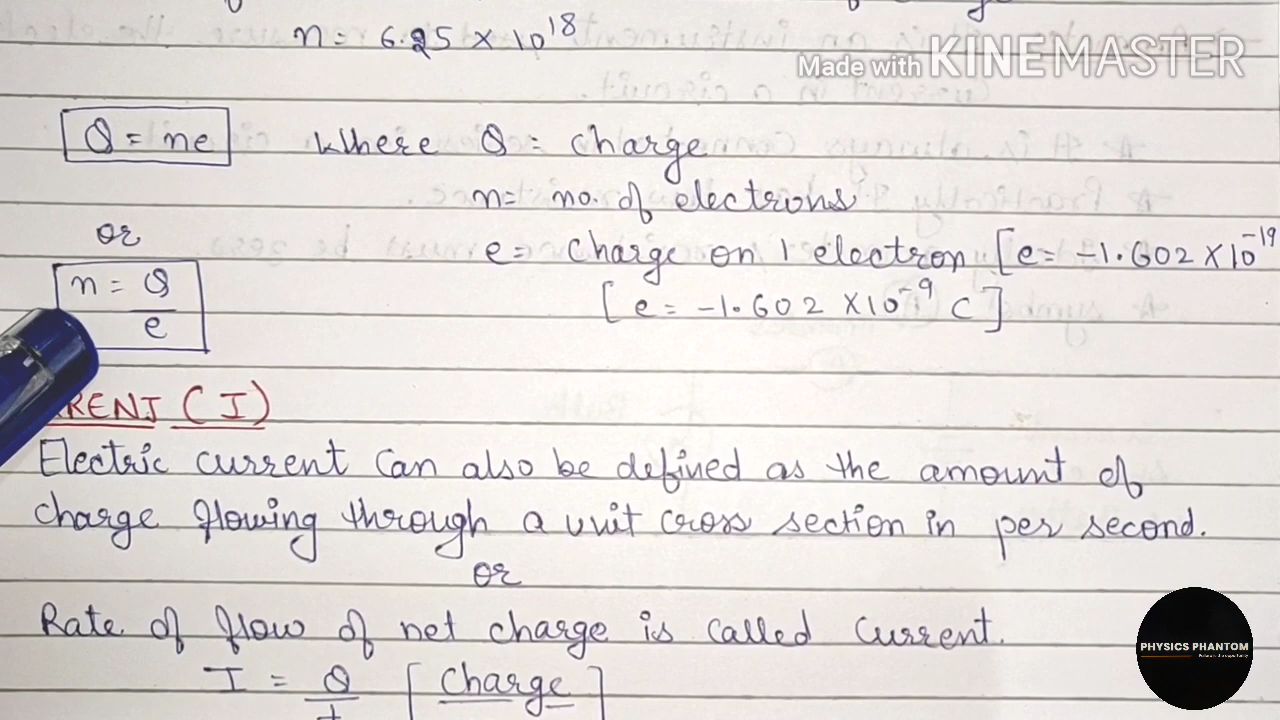 n= 6.25 × 10^18
Made with KINEMASTER
Q = ne where Q = charge
n= no. of electrons
or
e= charge on 1 electron [e= -1.602 × 10^-19
n = Q/e
[e = -1.602 × 10^-9 C]
RRENT (I)
Electric current can also be defined as the amount of
charge flowing through a unit cross section in per second.
or
Rate of flow of net charge is called current.
I = Q/t [charge]
PHYSICS PHANTOM